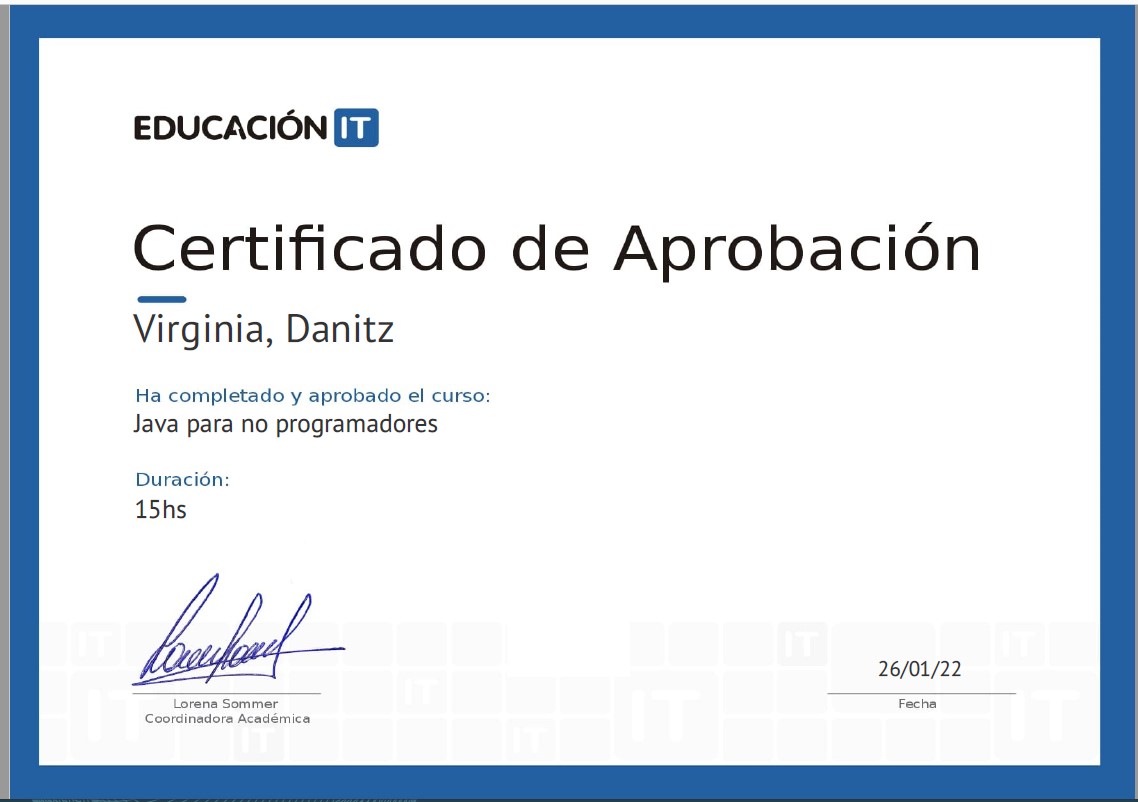 EDUCACIÓN IT
Certificado de Aprobación
Virginia, Danitz
Ha completado y aprobado el curso:
Java para no programadores
Duración:
15hs
Lorena Sommer
Coordinadora Académica
26/01/22
Fecha